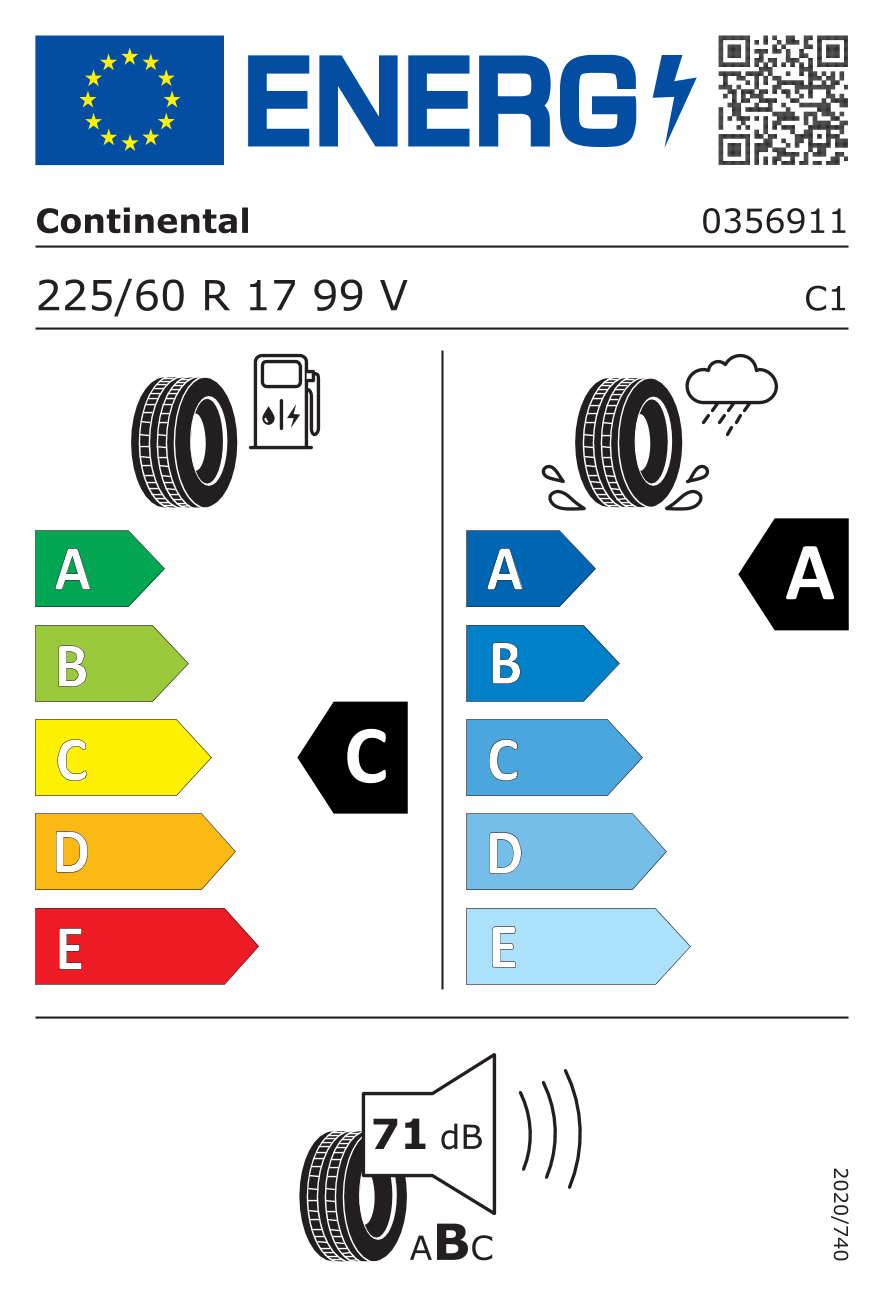 ENERG
Continental 0356911
225/60 R 17 99 V C1
A A A
B B
C C C
D D
E E
71 dB
ABC
2020/740